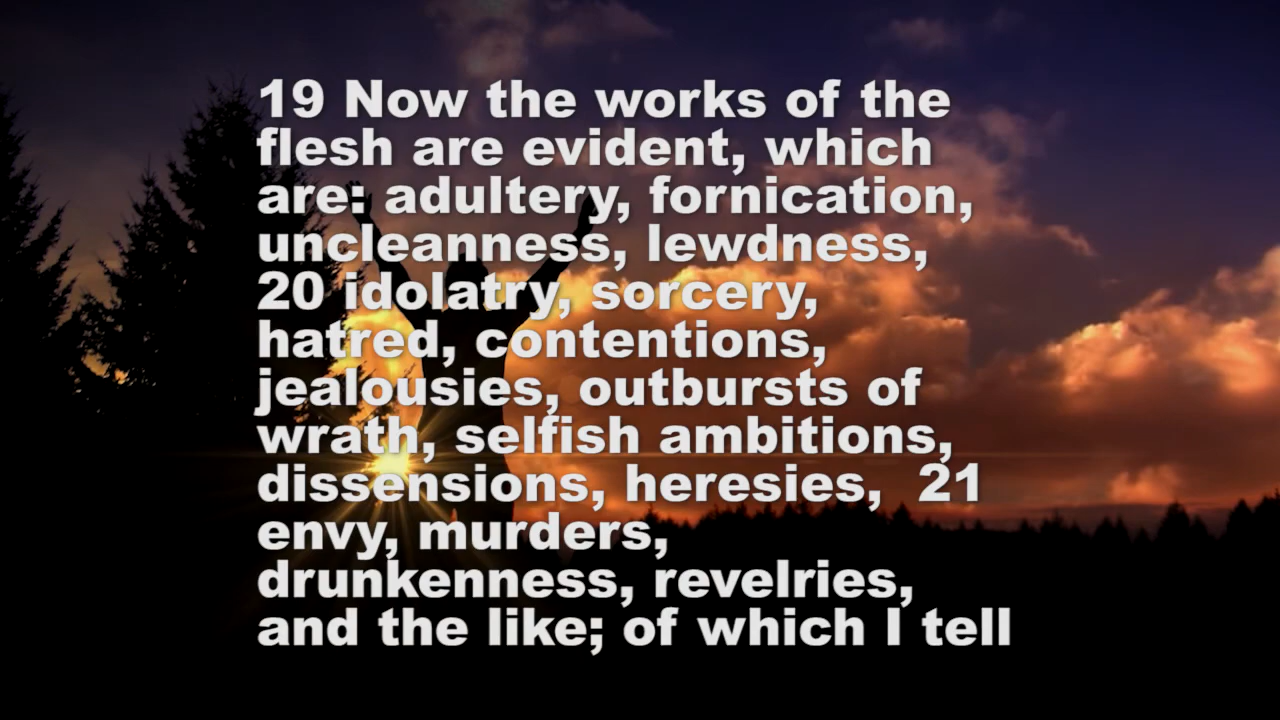 19 Now the works of the
flesh are evident, which
are: adultery, fornication,
uncleanness, lewdness,
20 idolatry, sorcery,
hatred, contentions,
jealousies, outbursts of
wrath, selfish ambitions,
dissensions, heresies,  21
envy, murders,
drunkenness, revelries,
and the like; of which I tell